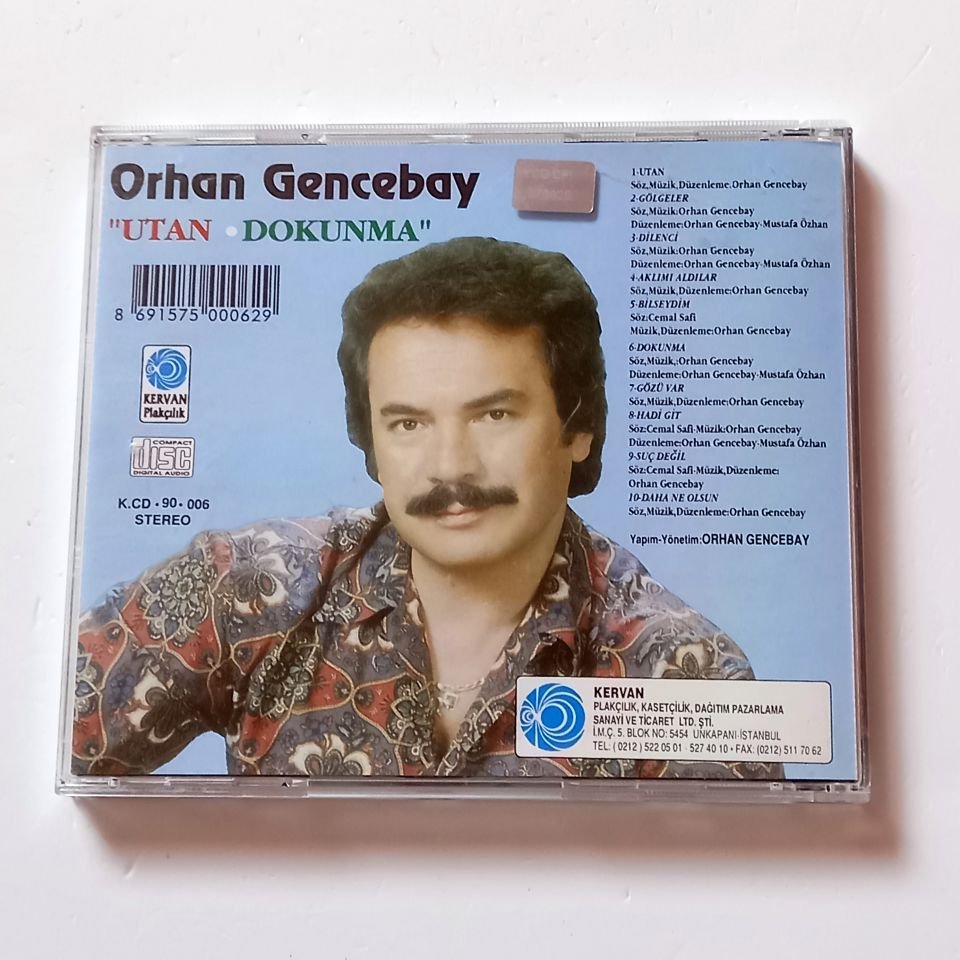 Orhan Gencebay
"UTAN • DOKUNMA"
8 691575 000629
KERVAN
Plakçılık
COMPACT
disc
DIGITAL AUDIO
K.CD • 90 • 006
STEREO
1-UTAN
Söz,Müzik,Düzenleme:Orhan Gencebay
2-GÖLGELER
Söz,Müzik:Orhan Gencebay
Düzenleme:Orhan Gencebay-Mustafa Özhan
3-DİLENCİ
Söz,Müzik:Orhan Gencebay
Düzenleme:Orhan Gencebay-Mustafa Özhan
4-AKLIMI ALDILAR
Söz,Müzik,Düzenleme:Orhan Gencebay
5-BİLSEYDİM
Söz:Cemal Safi
Müzik,Düzenleme:Orhan Gencebay
6-DOKUNMA
Söz,Müzik,:Orhan Gencebay
Düzenleme:Orhan Gencebay-Mustafa Özhan
7-GÖZÜ VAR
Söz,Müzik,Düzenleme:Orhan Gencebay
8-HADİ GİT
Söz:Cemal Safi-Müzik:Orhan Gencebay
Düzenleme:Orhan Gencebay-Mustafa Özhan
9-SUÇ DEĞİL
Söz:Cemal Safi-Müzik,Düzenleme:
Orhan Gencebay
10-DAHA NE OLSUN
Söz,Müzik,Düzenleme:Orhan Gencebay
Yapım-Yönetim:ORHAN GENCEBAY
KERVAN
PLAKÇILIK, KASETÇİLİK, DAĞITIM PAZARLAMA
SANAYİ VE TİCARET LTD. ŞTİ.
İ.M.Ç. 5. BLOK NO: 5454 UNKAPANI-İSTANBUL
TEL: ( 0212 ) 522 05 01 - 527 40 10 • FAX: (0212) 511 70 62